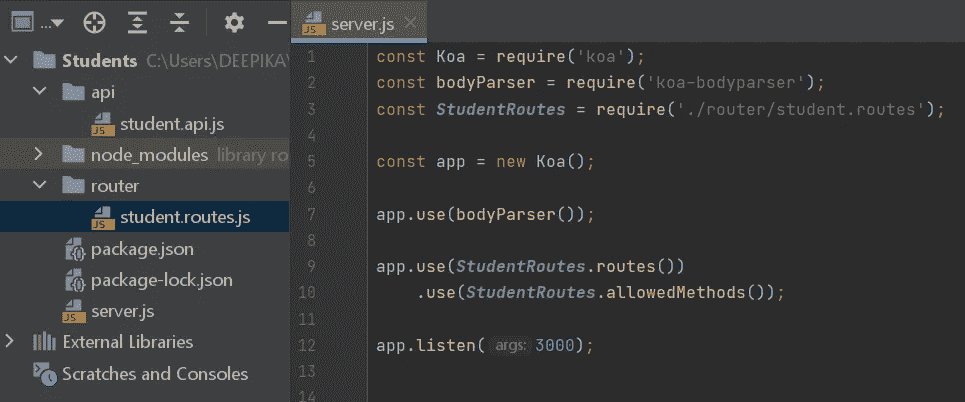 ...
server.js
Students C:\Users\DEEPIKA\
api
student.api.js
node_modules library ro
router
student.routes.js
package.json
package-lock.json
server.js
External Libraries
Scratches and Consoles
1 const Koa = require('koa');
2 const bodyParser = require('koa-bodyparser');
3 const StudentRoutes = require('./router/student.routes');
4
5 const app = new Koa();
6
7 app.use(bodyParser());
8
9 app.use(StudentRoutes.routes())
10 .use(StudentRoutes.allowedMethods());
11
12 app.listen( args: 3000);
13
14